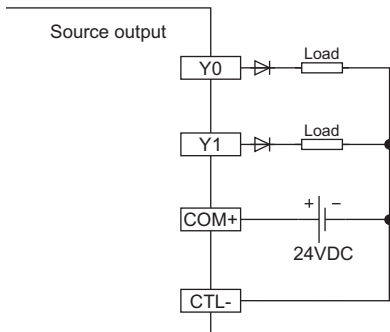 Source output
Y0
Load
Y1
Load
COM+
+ −
24VDC
CTL-